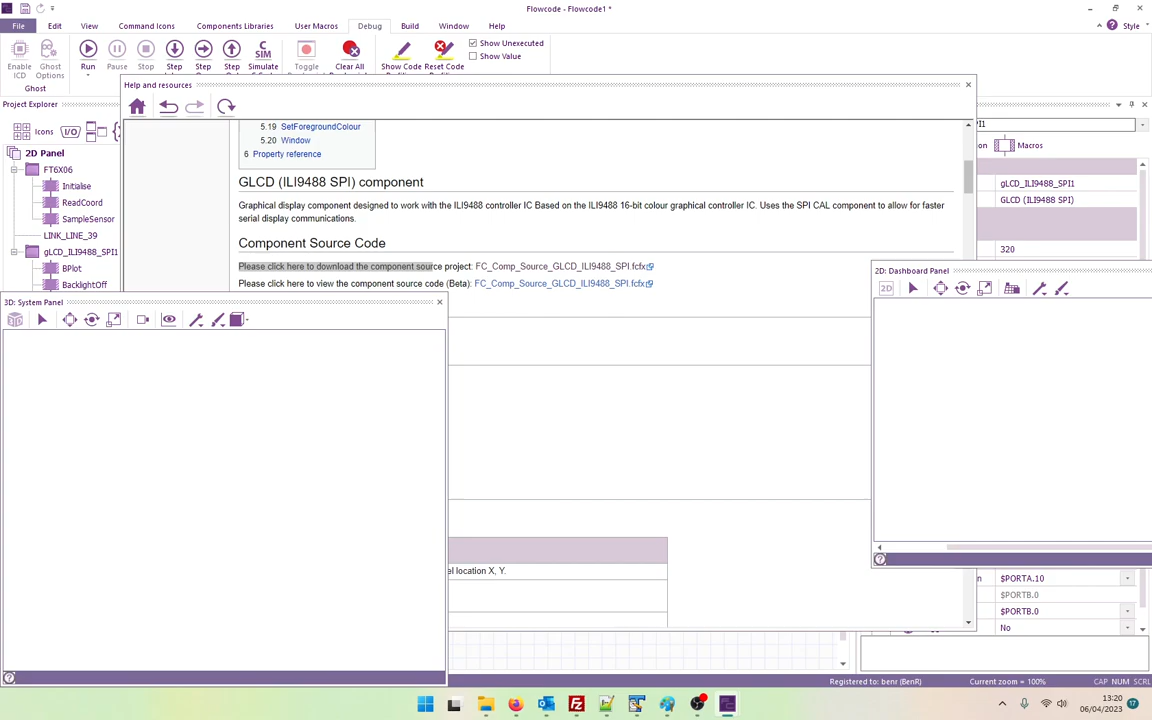 Flowcode - Flowcode1 *
Style
File Edit View Command Icons Components Libraries User Macros Debug Build Window Help
Enable ICD
Ghost Options
Run
Pause
Stop
Step
Step
Step
C SIM
Simulate
Toggle
Clear All
Show Code
Reset Code
Show Unexecuted
Show Value
Ghost
Help and resources
Project Explorer
Icons
I/O
2D Panel
FT6X06
Initialise
ReadCoord
SampleSensor
LINK_LINE_39
gLCD_ILI9488_SPI1
BPlot
BacklightOff
5.19 SetForegroundColour
5.20 Window
6 Property reference
GLCD (ILI9488 SPI) component
Graphical display component designed to work with the ILI9488 controller IC Based on the ILI9488 16-bit colour graphical controller IC. Uses the SPI CAL component to allow for faster
serial display communications.
Component Source Code
Please click here to download the component source project: FC_Comp_Source_GLCD_ILI9488_SPI.fcfx
Please click here to view the component source code (Beta): FC_Comp_Source_GLCD_ILI9488_SPI.fcfx
el location X, Y.
3D: System Panel
PI1
on Macros
gLCD_ILI9488_SPI1
GLCD (ILI9488 SPI)
320
2D: Dashboard Panel
2D
n $PORTA.10
$PORTB.0
$PORTB.0
No
Registered to: benr (BenR)
Current zoom = 100%
CAP NUM SCRL
13:20
06/04/2023
17